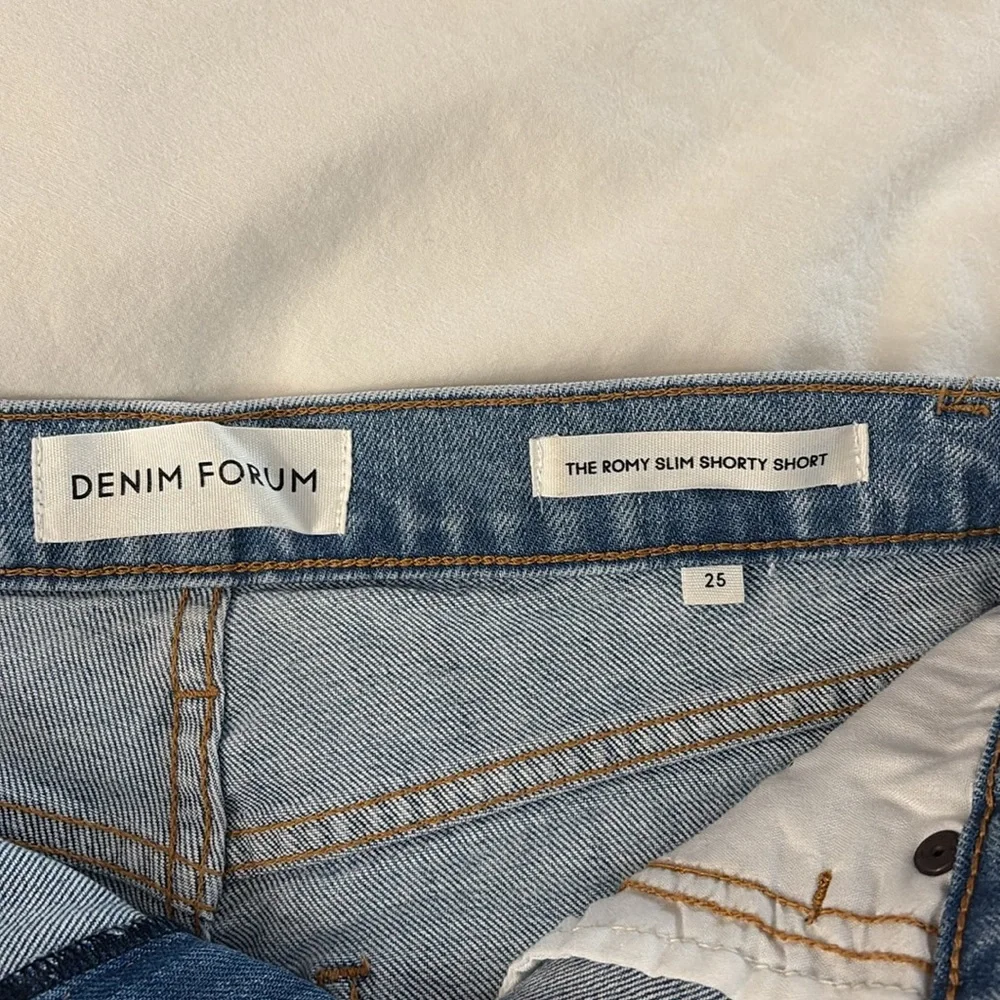 DENIM FORUM
THE ROMY SLIM SHORTY SHORT
25